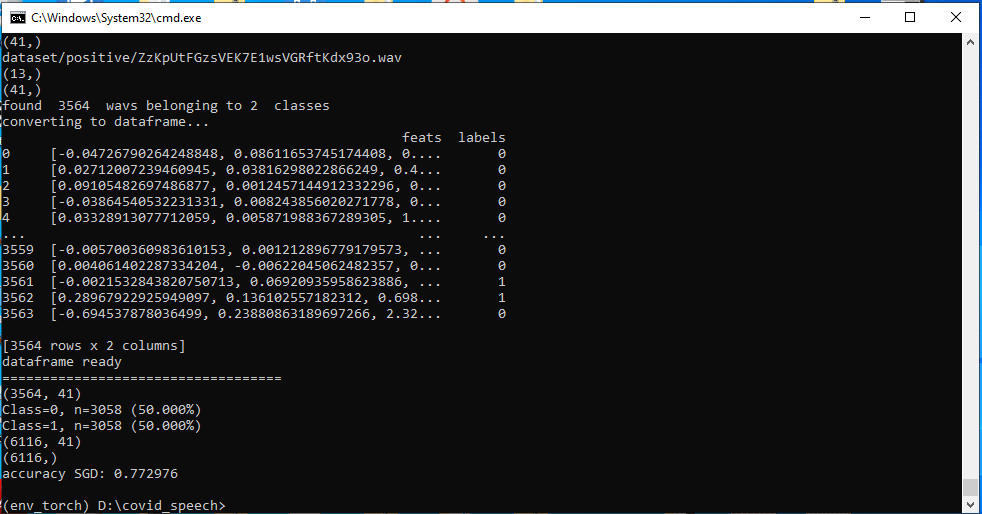 C:\Windows\System32\cmd.exe
(41,)
dataset/positive/ZzKpUtFGzsVEK7E1wsVGRftKdx93o.wav
(13,)
(41,)
found  3564  wavs belonging to 2  classes
converting to dataframe...
feats  labels
0     [-0.04726790264248848, 0.08611653745174408, 0....       0
1     [0.02712007239460945, 0.03816298022866249, 0.4...       0
2     [0.09105482697486877, 0.0012457144912332296, 0...       0
3     [-0.03864540532231331, 0.008243856020271778, 0...       0
4     [0.03328913077712059, 0.005871988367289305, 1....       0
...                                                 ...     ...
3559  [-0.005700360983610153, 0.001212896779179573, ...       0
3560  [0.004061402287334204, -0.00622045062482357, 0...       0
3561  [-0.0021532843820750713, 0.06920935958623886, ...       1
3562  [0.28967922925949097, 0.136102557182312, 0.698...       1
3563  [-0.694537878036499, 0.23880863189697266, 2.32...       0
[3564 rows x 2 columns]
dataframe ready
===================================
(3564, 41)
Class=0, n=3058 (50.000%)
Class=1, n=3058 (50.000%)
(6116, 41)
(6116,)
accuracy SGD: 0.772976
(env_torch) D:\covid_speech>